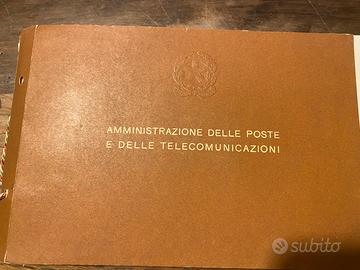 AMMINISTRAZIONE DELLE POSTE
E DELLE TELECOMUNICAZIONI
subito